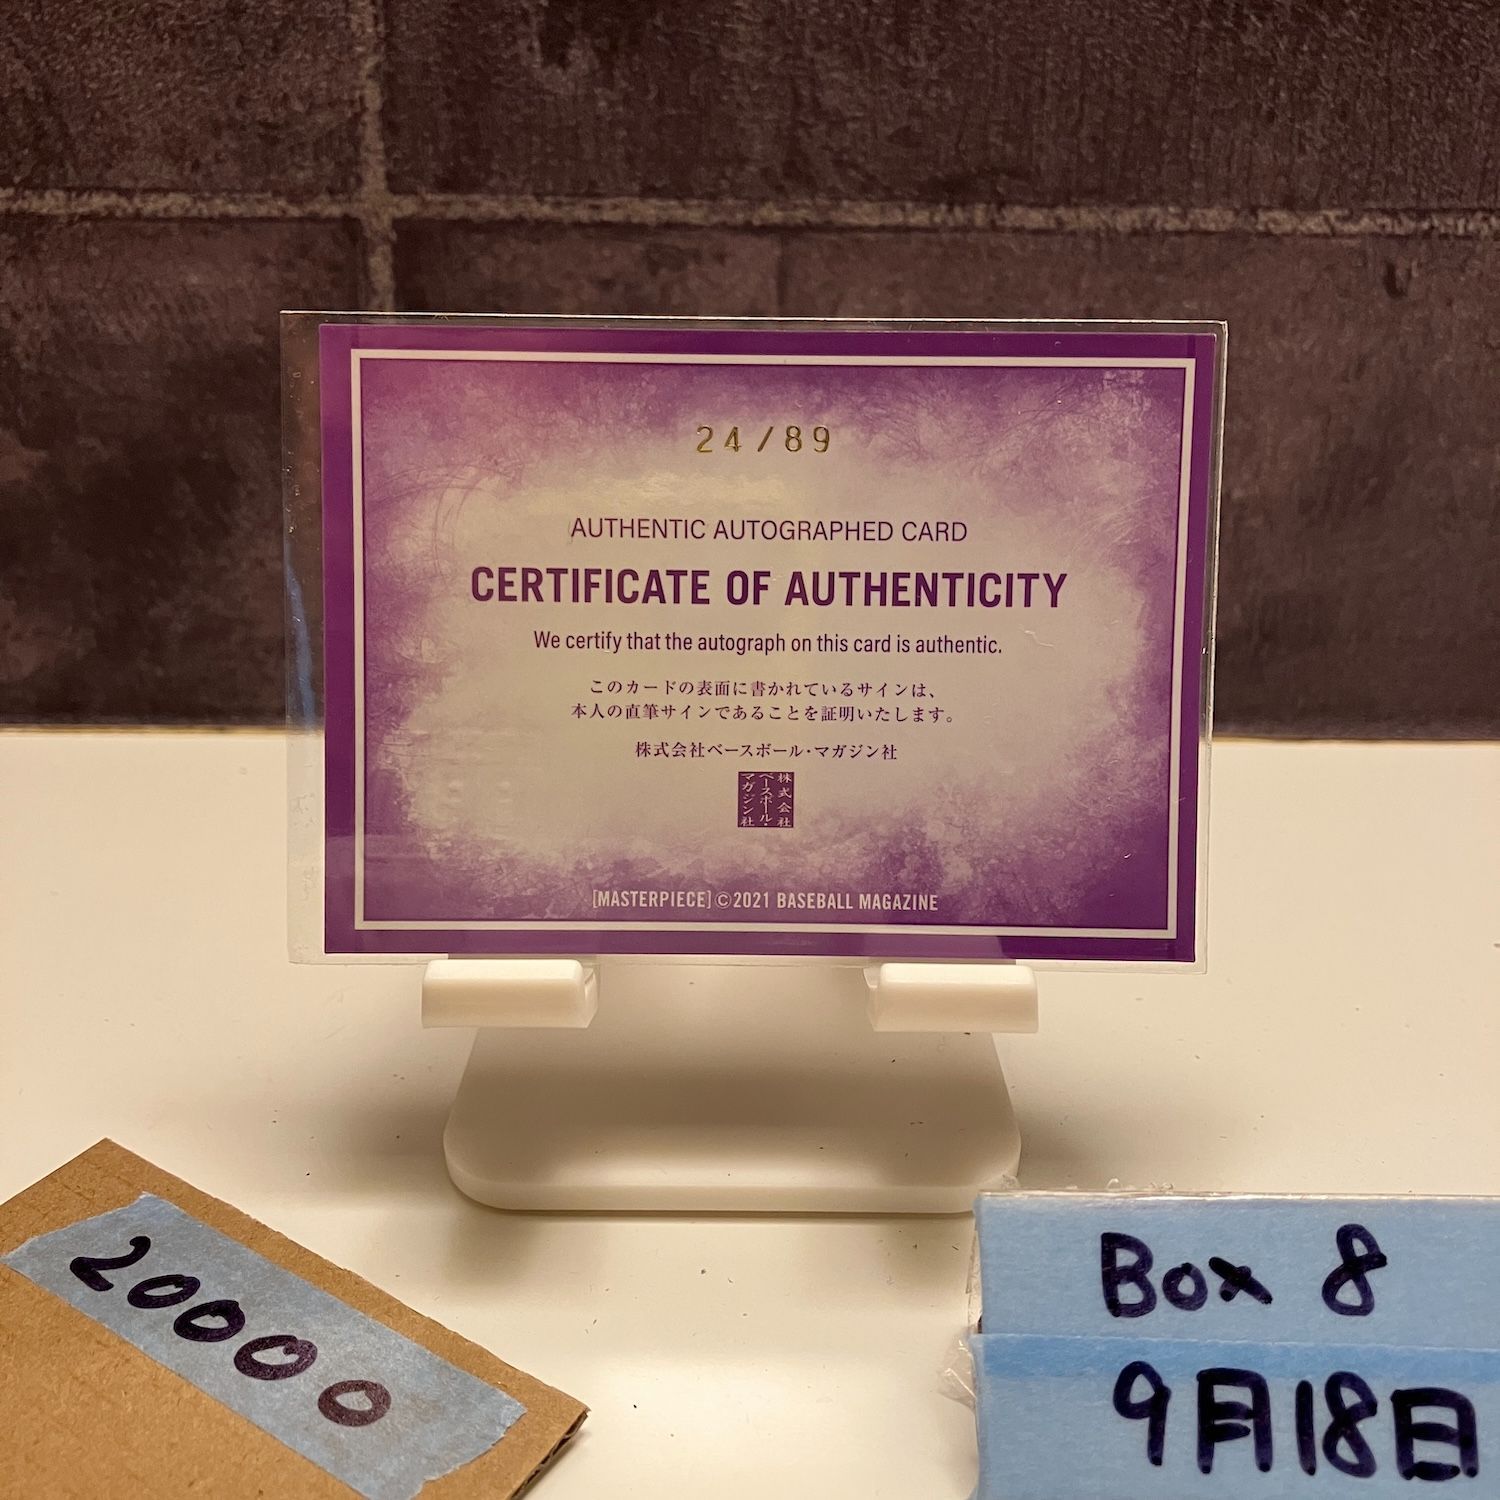 24/89
AUTHENTIC AUTOGRAPHED CARD
CERTIFICATE OF AUTHENTICITY
We certify that the autograph on this card is authentic.
このカードの表面に書かれているサインは、
本人の直筆サインであることを証明いたします。
株式会社ベースボール・マガジン社
株式会社
ベースボール・
マガジン社
[MASTERPIECE]©2021 BASEBALL MAGAZINE
20000
Box 8
9月18日